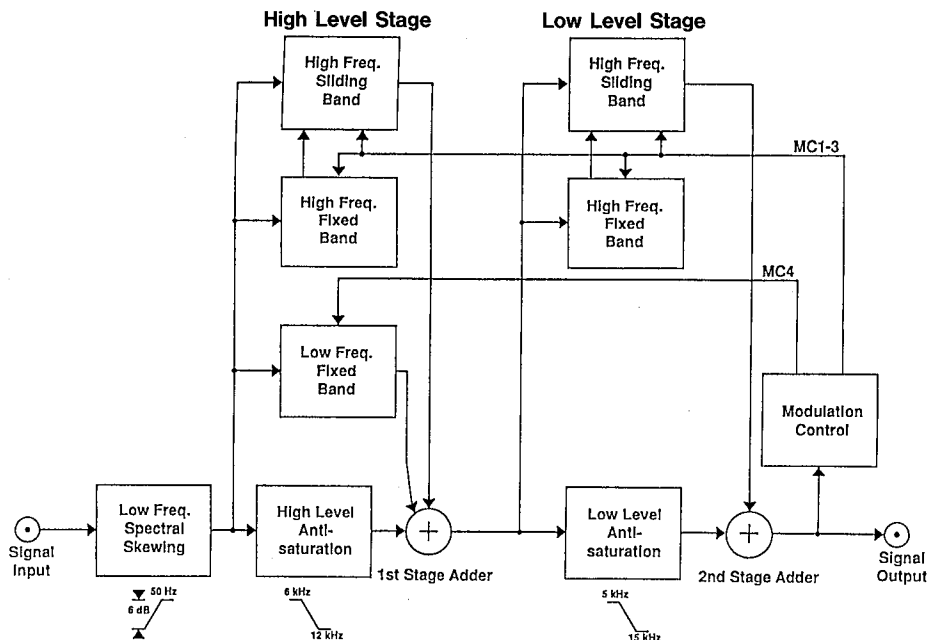 High Level Stage
Low Level Stage
High Freq.
Sliding
Band
High Freq.
Sliding
Band
MC1-3
High Freq.
Fixed
Band
High Freq.
Fixed
Band
MC4
Low Freq.
Fixed
Band
Modulation
Control
Signal
Input
Low Freq.
Spectral
Skewing
High Level
Anti-
saturation
+
1st Stage Adder
Low Level
Anti-
saturation
+
2nd Stage Adder
Signal
Output
6 dB
50 Hz
6 kHz
12 kHz
5 kHz
15 kHz